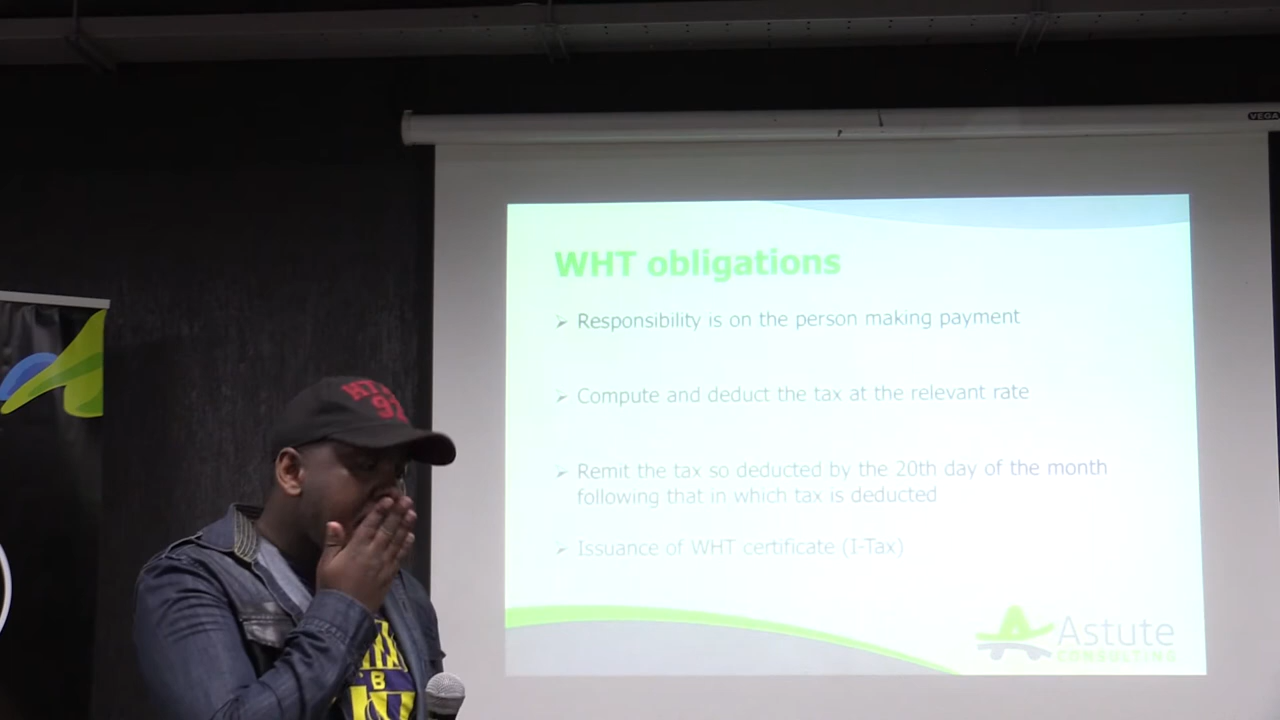 VEGA
WHT obligations
Responsibility is on the person making payment
Compute and deduct the tax at the relevant rate
Remit the tax so deducted by the 20th day of the month
following that in which tax is deducted
Issuance of WHT certificate (I-Tax)
Astute
CONSULTING
B